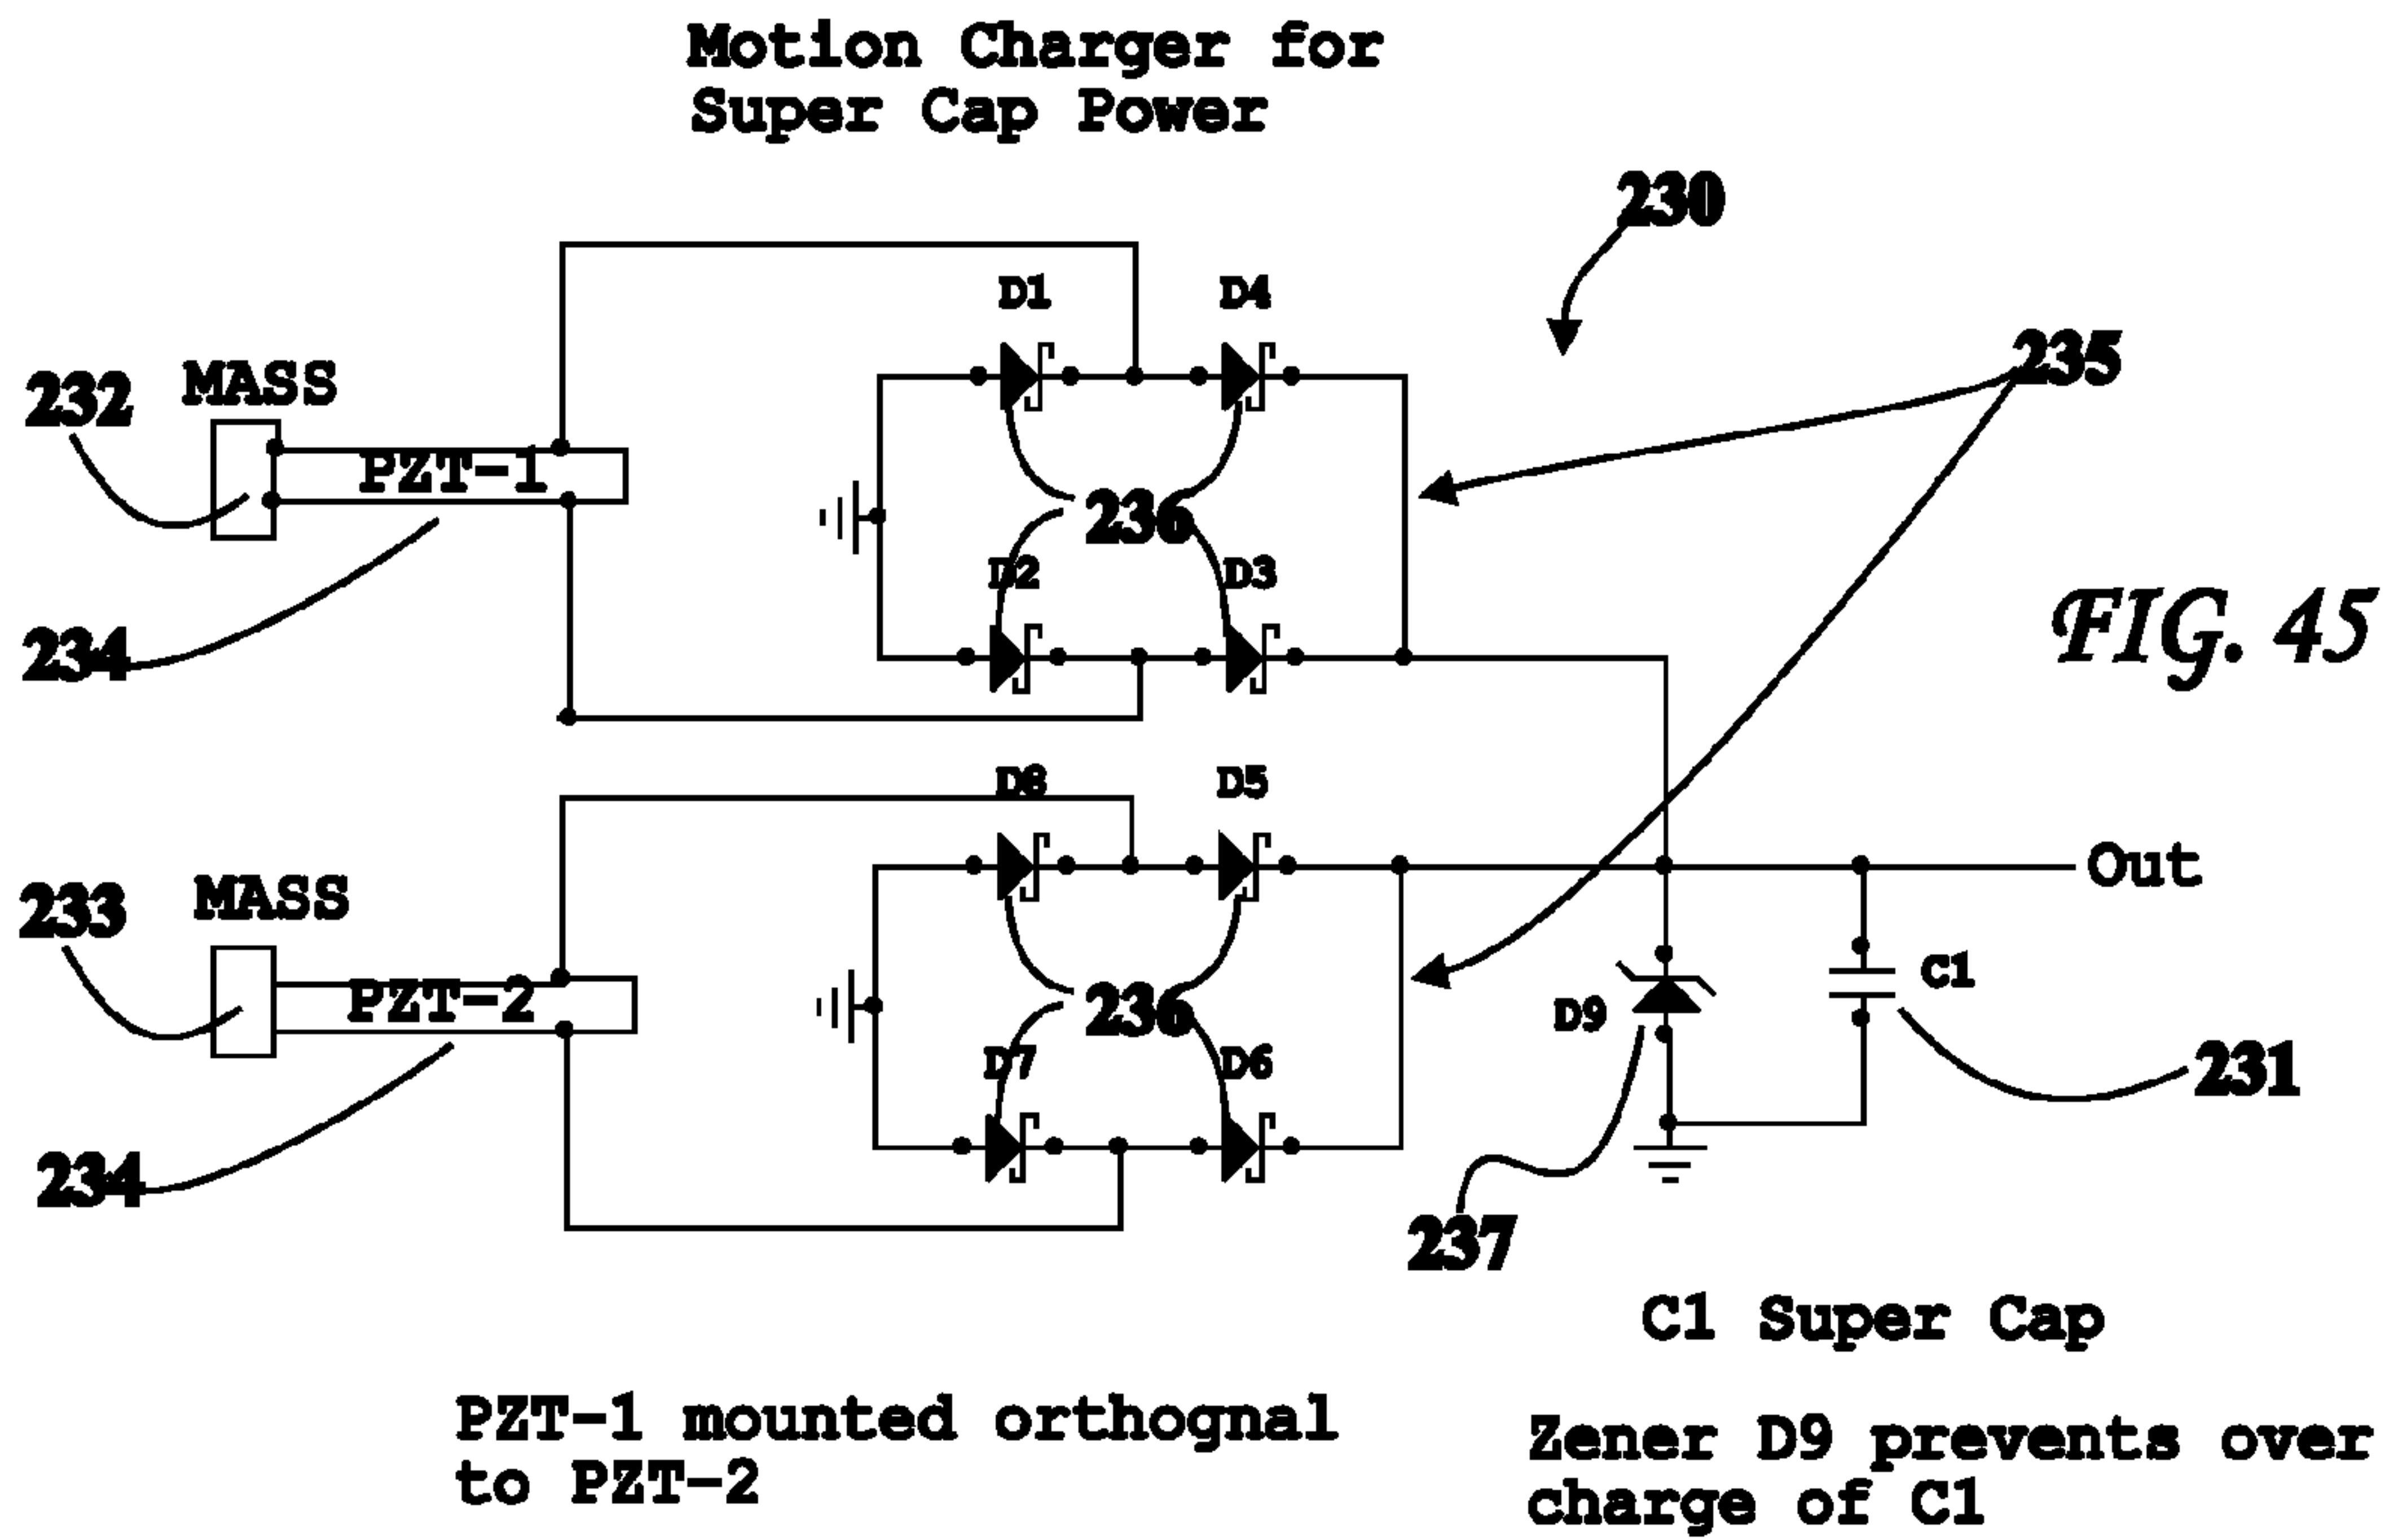 Motion Charger for
Super Cap Power
230
D1
D4
235
232
MASS
PZT-1
236
D2
D3
FIG. 45
234
D8
D5
Out
233
MASS
PZT-2
236
D9
C1
D7
D6
231
234
237
C1 Super Cap
PZT-1 mounted orthognal
to PZT-2
Zener D9 prevents over
charge of C1